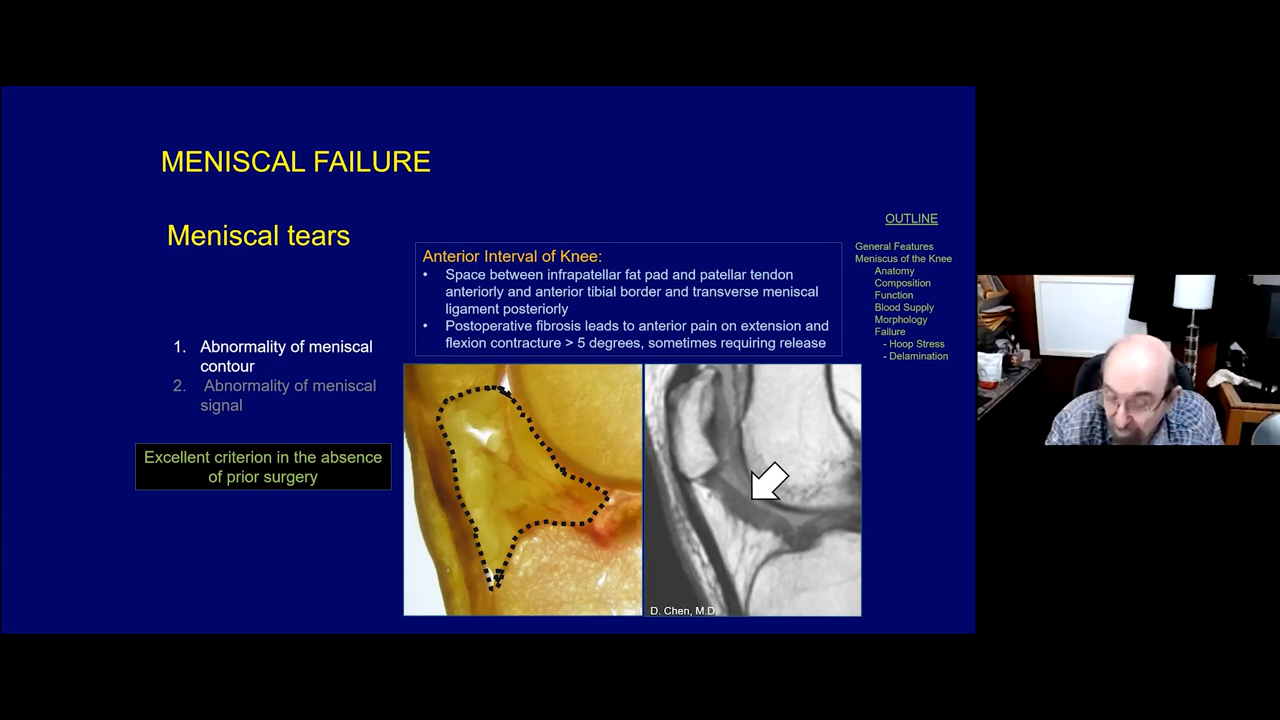 MENISCAL FAILURE
Meniscal tears
1. Abnormality of meniscal
contour
2. Abnormality of meniscal
signal
Excellent criterion in the absence
of prior surgery
Anterior Interval of Knee:
• Space between infrapatellar fat pad and patellar tendon
anteriorly and anterior tibial border and transverse meniscal
ligament posteriorly
• Postoperative fibrosis leads to anterior pain on extension and
flexion contracture > 5 degrees, sometimes requiring release
D. Chen, M.D.
OUTLINE
General Features
Meniscus of the Knee
Anatomy
Composition
Function
Blood Supply
Morphology
Failure
- Hoop Stress
- Delamination